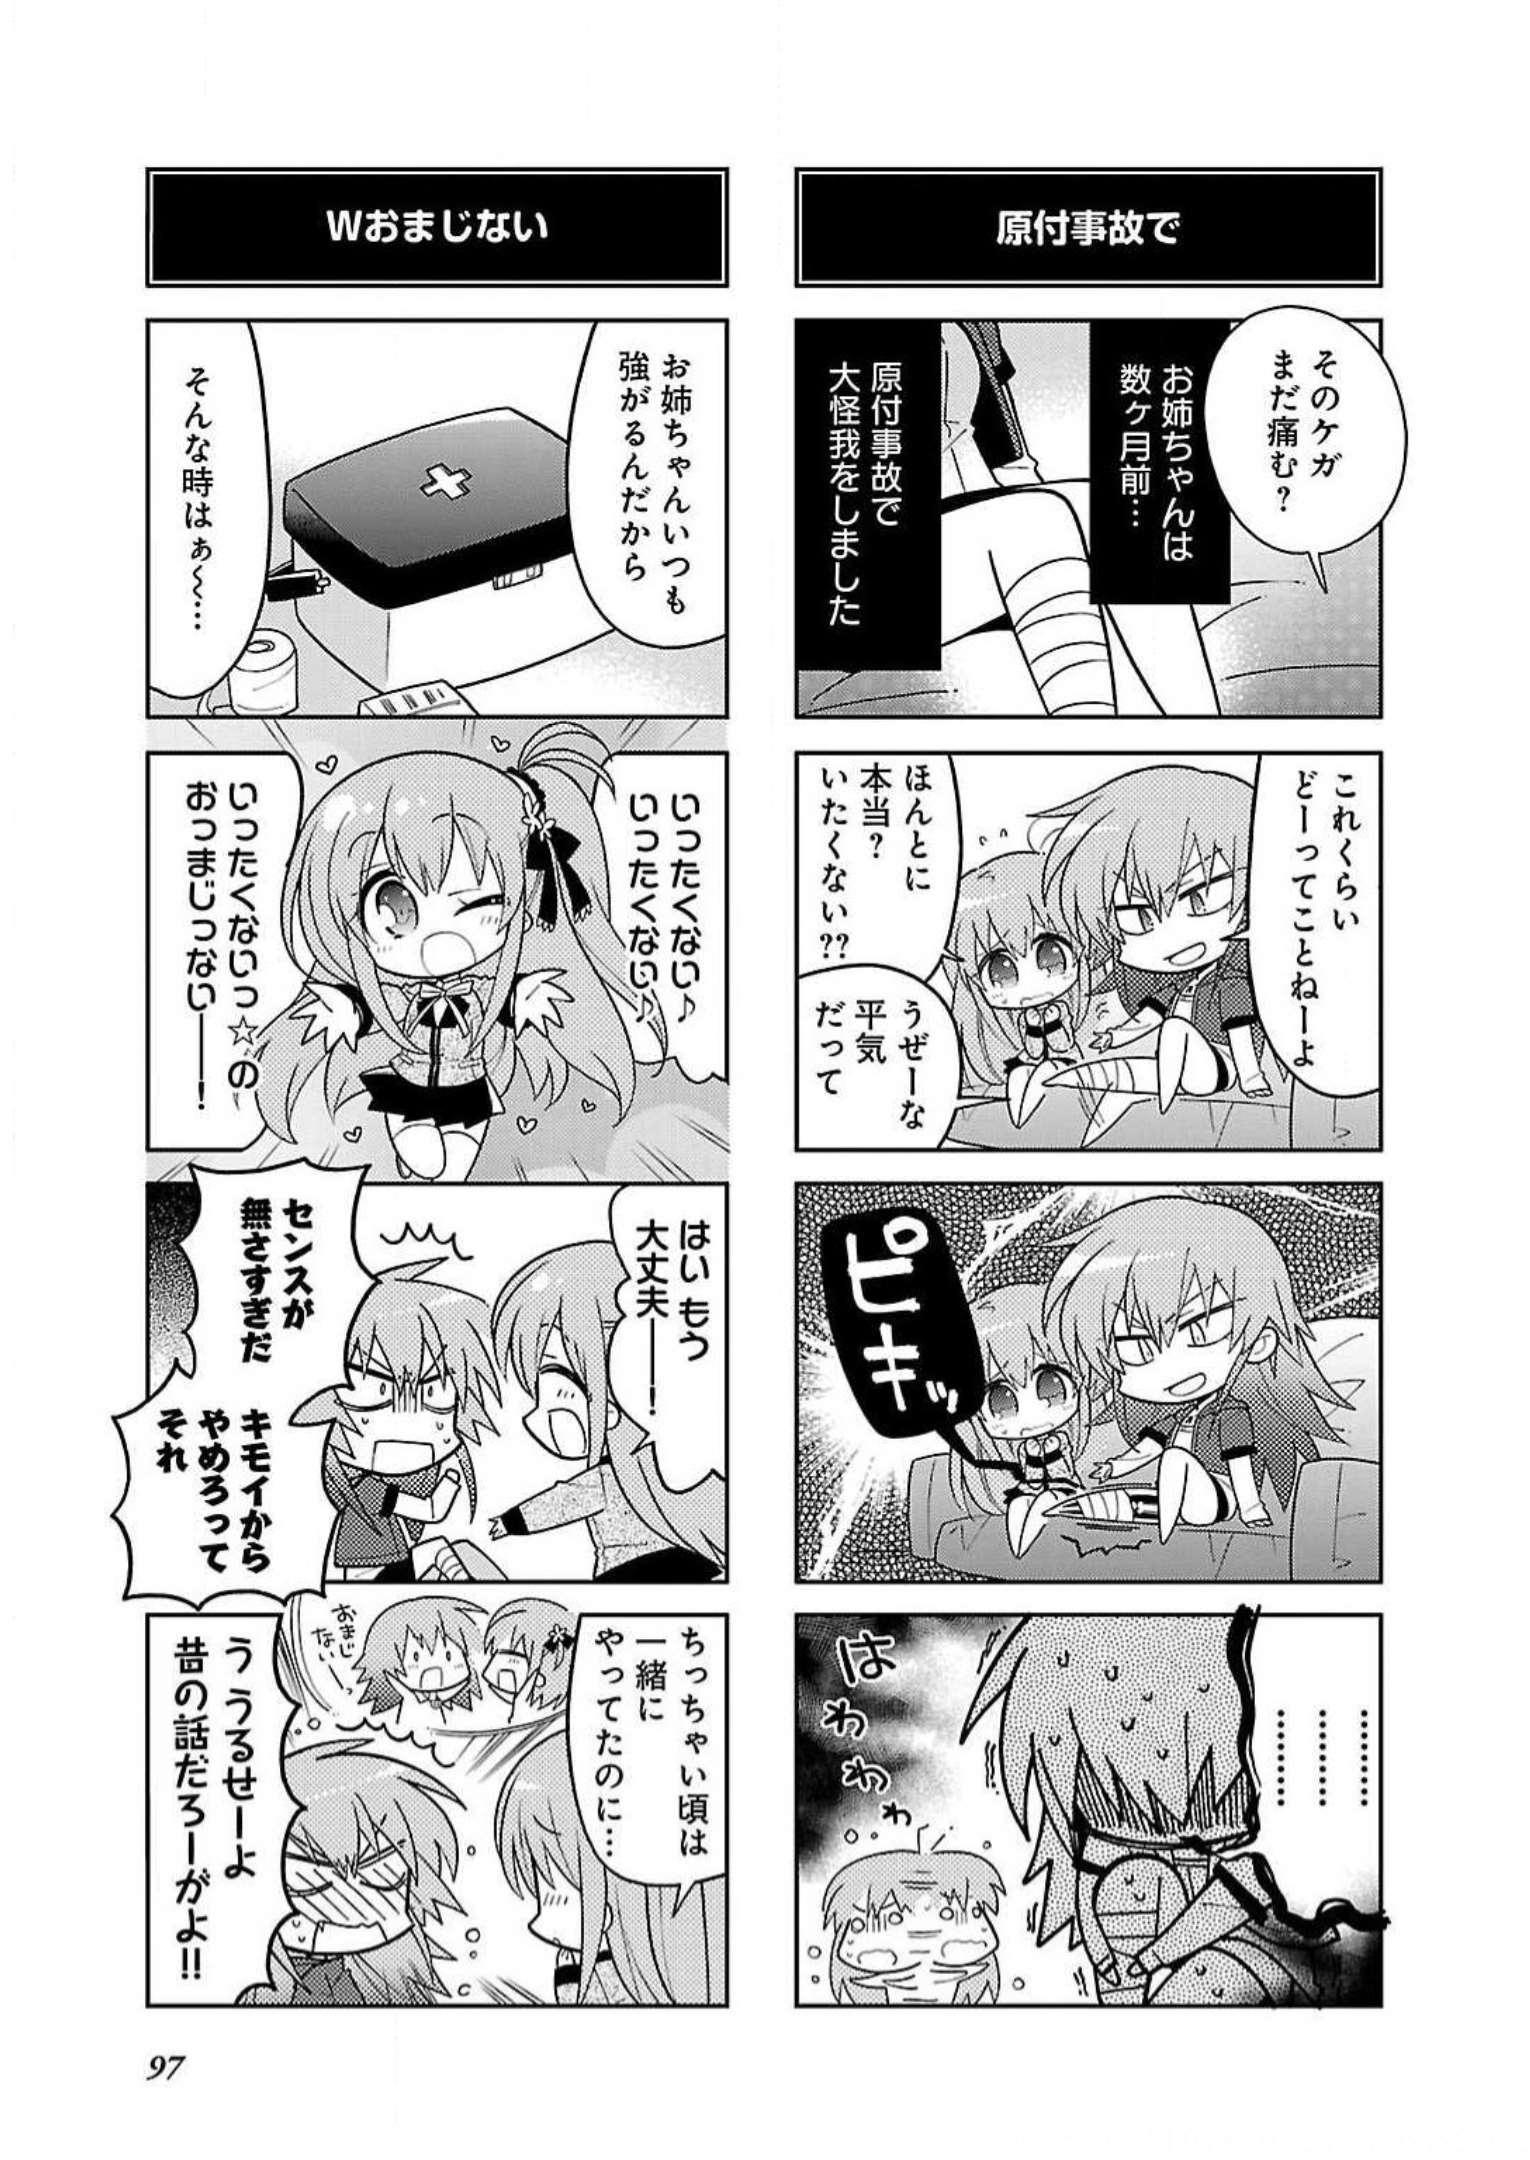 原付事故で
そのケガ
まだ痛む?
お姉ちゃんは
数ヶ月前…
原付事故で
大怪我をしました
これくらい
どーってことねーよ
ほんとに
本当?
いたくない??
うぜーな
平気
だって
ピキッ
………
………
………
はわわわゎ
Wおまじない
お姉ちゃんいつも
強がるんだから
そんな時はぁ〜…
いったくない♪
いったくない♪
いったくないっ☆の
おっまじっない——!
はい もう
大丈夫——!
センスが
無さすぎだ
キモイから
やめろって
それ
ちっちゃい頃は
一緒に
やってたのに…
おまじ
ないーっ
う うるせーよ
昔の話だろーがよ!!
97